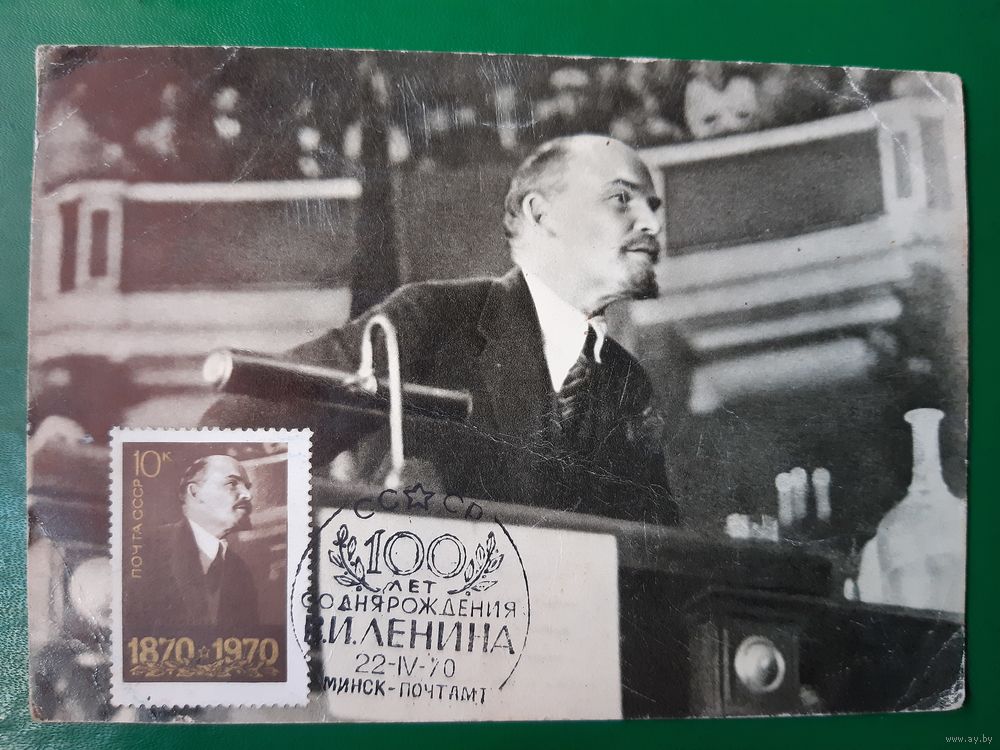 10к
ПОЧТА СССР
1870 1970
СССР
100
ЛЕТ
СО ДНЯ РОЖДЕНИЯ
В.И.ЛЕНИНА
22-IV-70
МИНСК-ПОЧТАМТ
www.ay.by